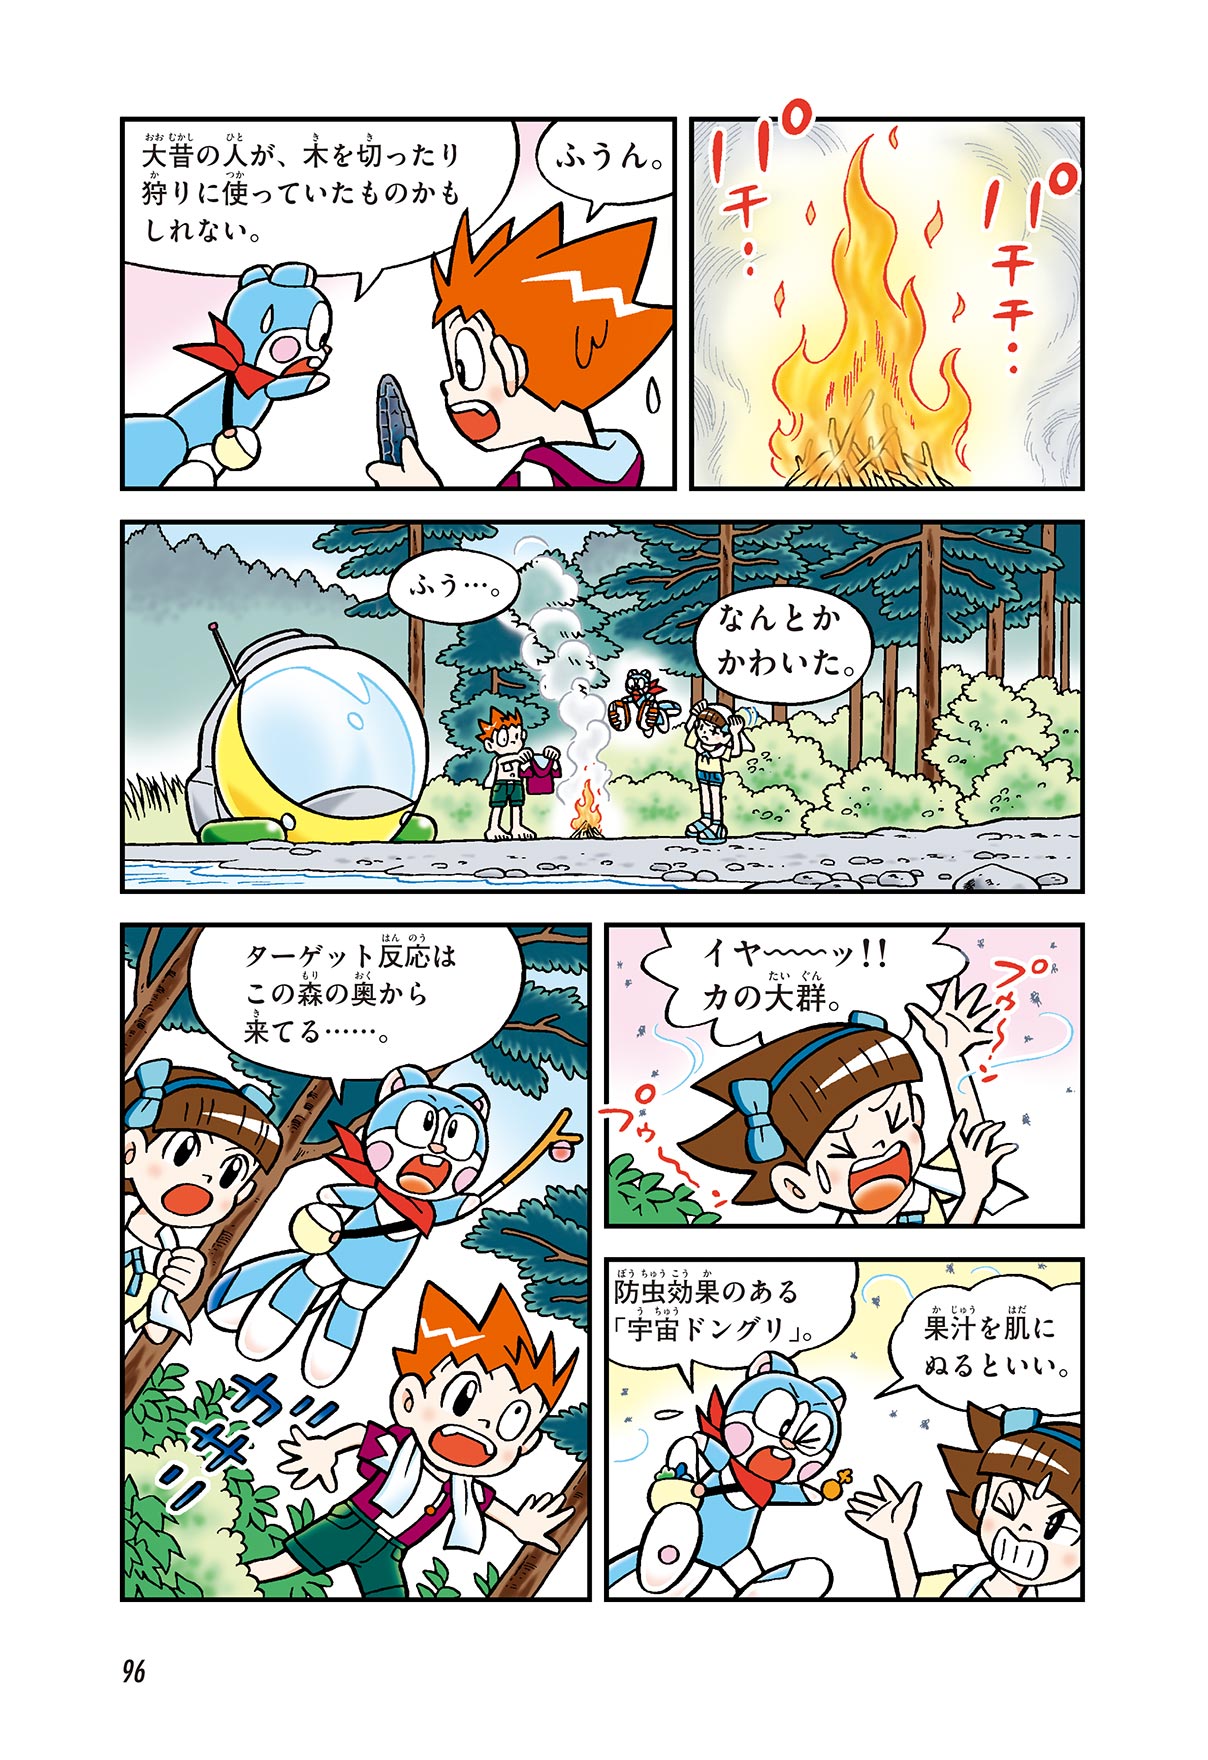 大昔の人が、木を切ったり
狩りに使っていたものかも
しれない。
ふうん。
パチ…
パチチ…
ふう…。
なんとか
かわいた。
ターゲット反応は
この森の奥から
来てる……。
ガサッ
イヤ〜〜〜ッ!!
カの大群。
プゥ〜ン
プゥ〜ン
防虫効果のある
「宇宙ドングリ」。
果汁を肌に
ぬるといい。
96